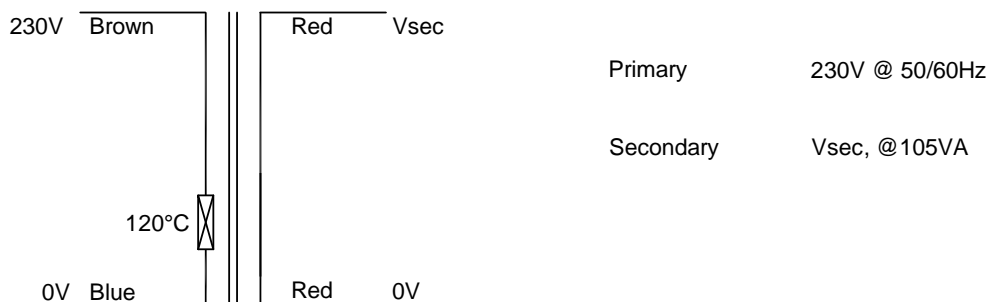 230V Brown Red Vsec
Primary 230V @ 50/60Hz
Secondary Vsec, @105VA
120°C
0V Blue Red 0V